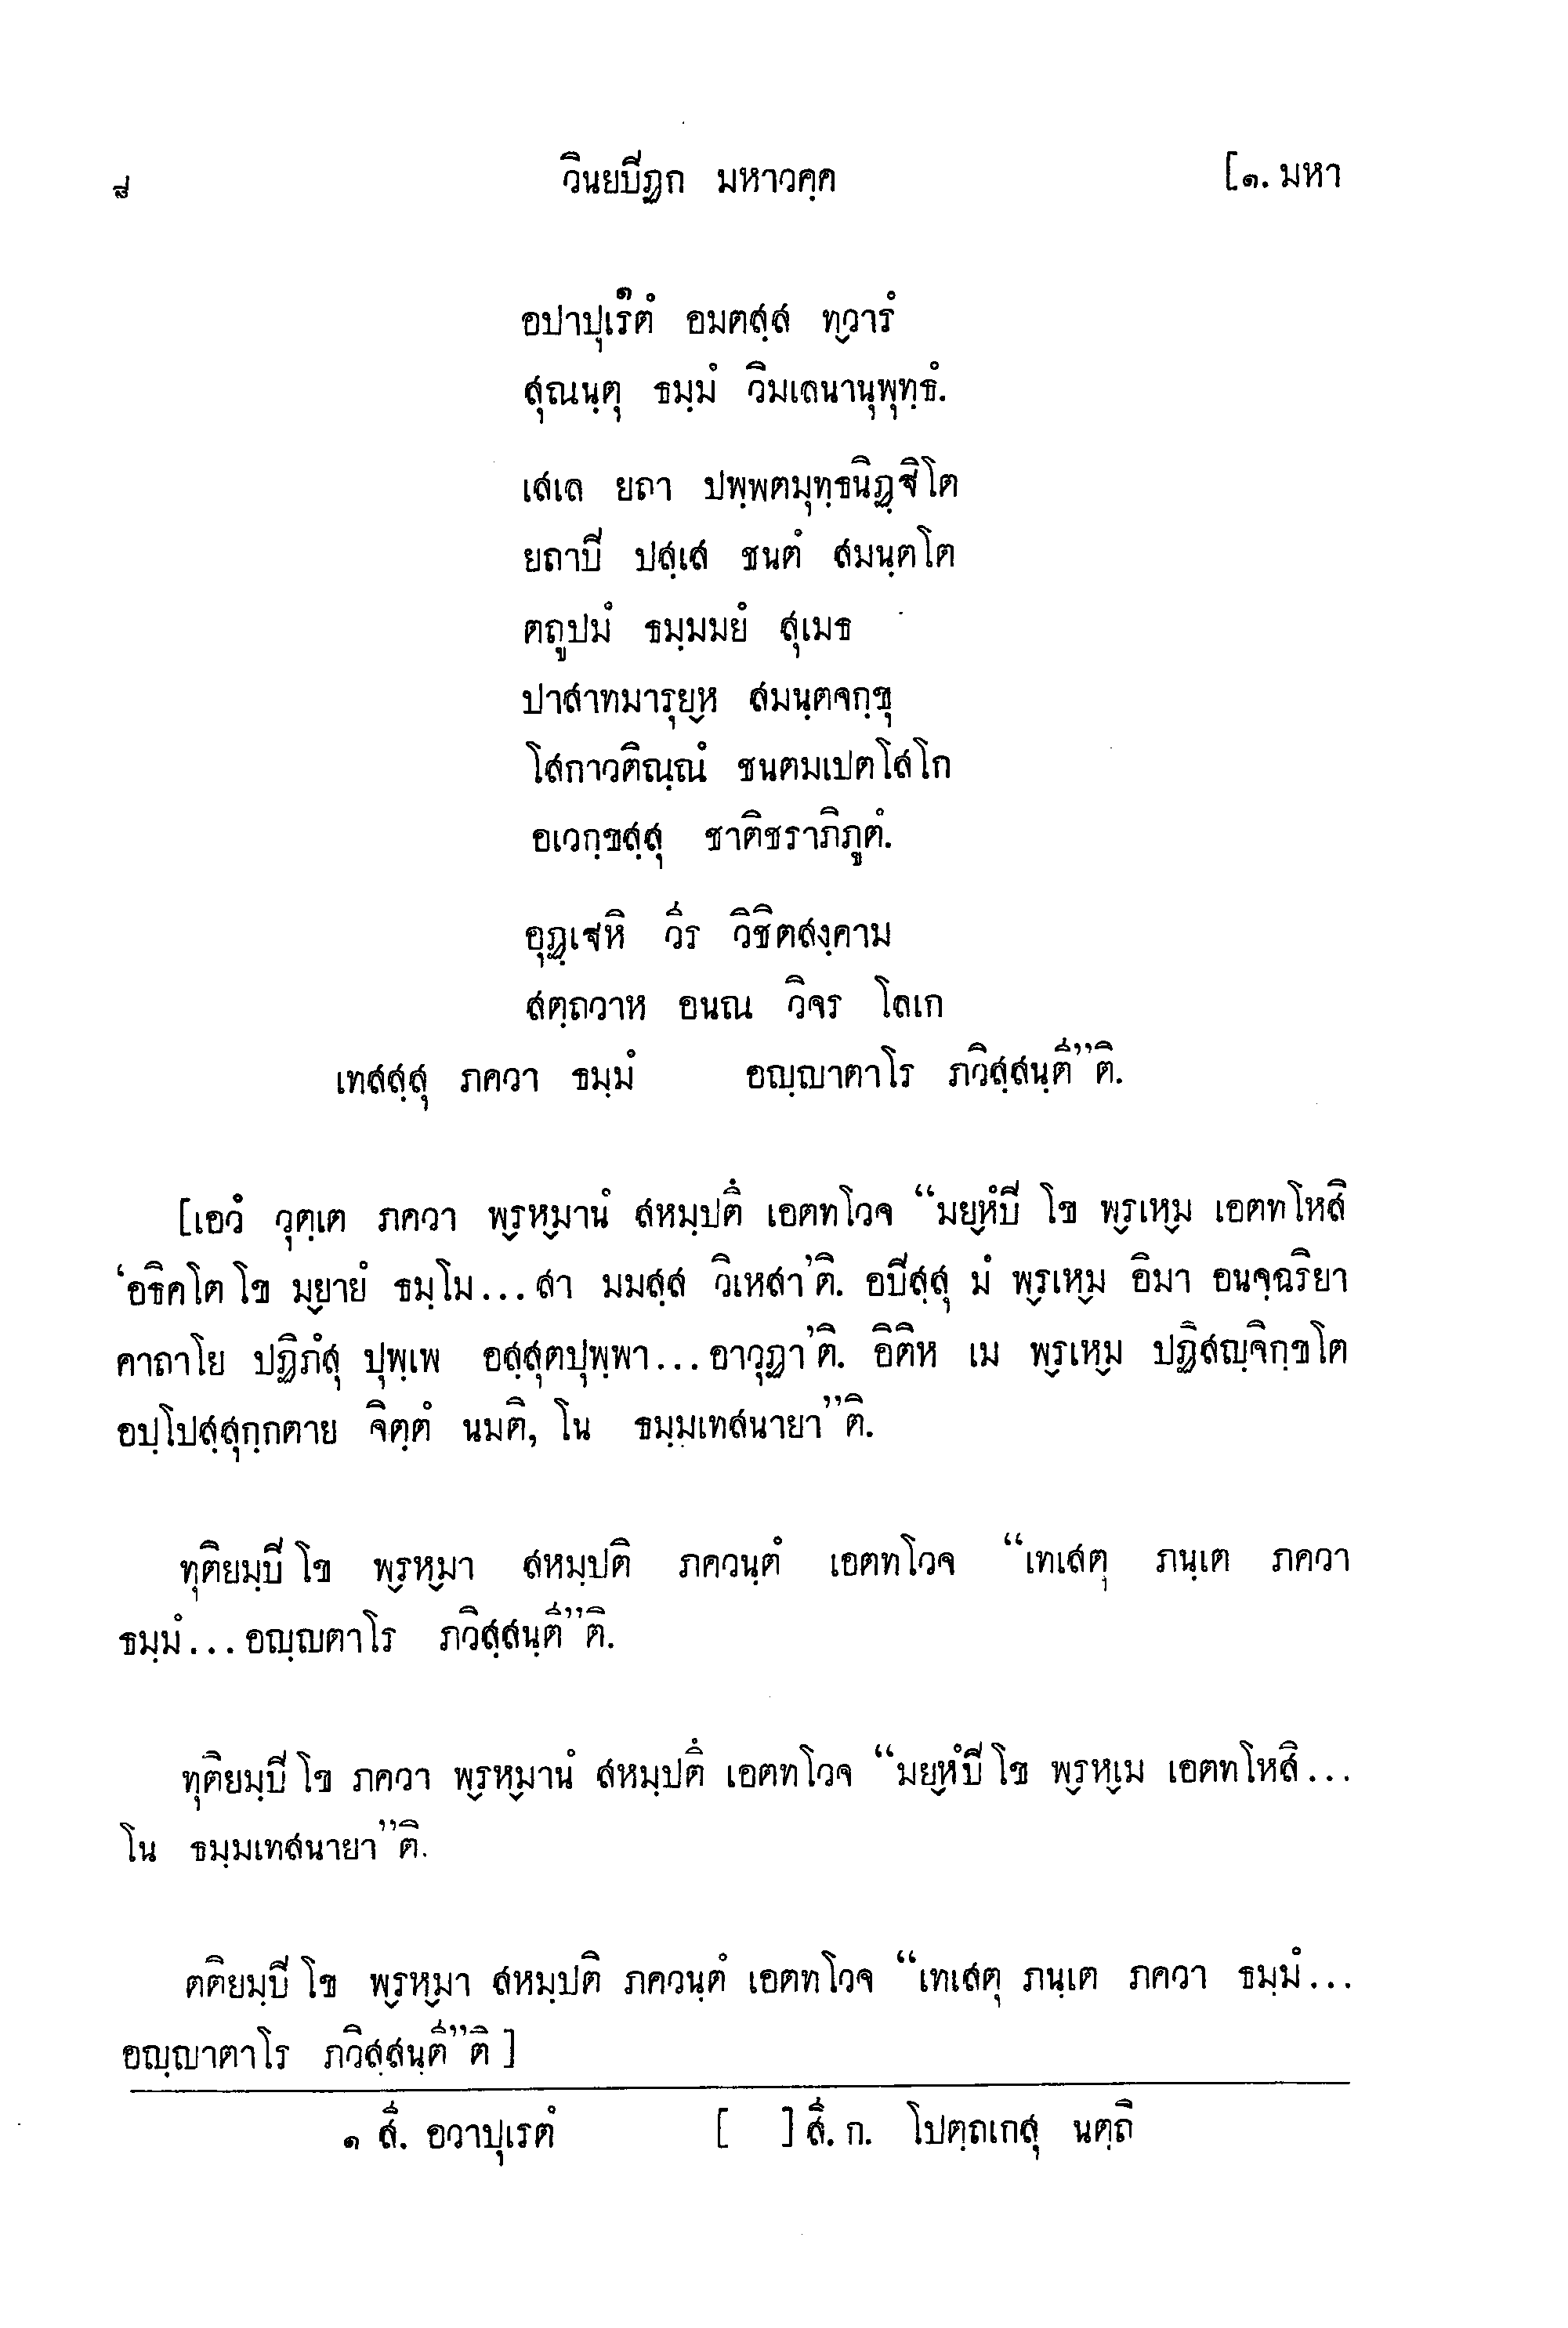 ๘ วินยปิฏก มหาวคฺค [๑. มหา
อปาปุเรตํ๑ อมตสฺส ทฺวารํ
สุณนฺตุ ธมฺมํ วิมเลนานุพุทฺธํ.
เสเล ยถา ปพฺพตมุทฺธนิฏฺฐิโต
ยถาปิ ปสฺเส ชนตํ สมนฺตโต
ตถูปมํ ธมฺมมยํ สุเมธ
ปาสาทมารุยฺห สมนฺตจกฺขุ
โสกาวติณฺณํ ชนตมเปตโสโก
อเวกฺขสฺสุ ชาติชราภิภูตํ.
อุฏฺเฐหิ วีร วิชิตสงฺคาม
สตฺถวาห อนณ วิจร โลเก
เทสสฺสุ ภควา ธมฺมํ อญฺญาตาโร ภวิสฺสนฺตี”ติ.
[เอวํ วุตฺเต ภควา พฺรหฺมานํ สหมฺปตึ เอตทโวจ “มยฺหํปิ โข พฺรเหฺม เอตทโหสิ
‘อธิคโต โข มฺยายํ ธมฺโม...สา มมสฺส วิเหสา’ติ. อปิสฺสุ มํ พฺรเหฺม อิมา อนจฺฉริยา
คาถาโย ปฏิภํสุ ปุพฺเพ อสฺสุตปุพฺพา...อาวุฏา’ติ. อิติห เม พฺรเหฺม ปฏิสญฺจิกฺขโต
อปฺโปสฺสุกฺกตาย จิตฺตํ นมติ, โน ธมฺมเทสนายา”ติ.
ทุติยมฺปิ โข พฺรหฺมา สหมฺปติ ภควนฺตํ เอตทโวจ “เทเสตุ ภนฺเต ภควา
ธมฺมํ...อญฺญตาโร ภวิสฺสนฺตี”ติ.
ทุติยมฺปิ โข ภควา พฺรหฺมานํ สหมฺปตึ เอตทโวจ “มยฺหํปิ โข พฺรหฺเม เอตทโหสิ...
โน ธมฺมเทสนายา”ติ.
ตติยมฺปิ โข พฺรหฺมา สหมฺปติ ภควนฺตํ เอตทโวจ “เทเสตุ ภนฺเต ภควา ธมฺมํ...
อญฺญาตาโร ภวิสฺสนฺตี”ติ]
๑ สี. อวาปุเรตํ [ ] สี. ก. โปตฺถเกสุ นตฺถิ